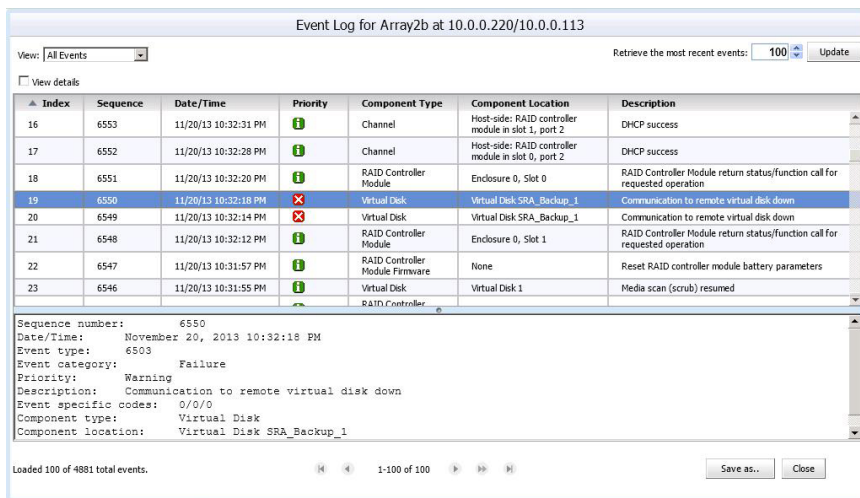 Event Log for Array2b at 10.0.0.220/10.0.0.113
View: All Events
Retrieve the most recent events: 100 Update
View details
Index Sequence Date/Time Priority Component Type Component Location Description
16 6553 11/20/13 10:32:31 PM Channel Host-side: RAID controller module in slot 1, port 2 DHCP success
17 6552 11/20/13 10:32:28 PM Channel Host-side: RAID controller module in slot 0, port 2 DHCP success
18 6551 11/20/13 10:32:20 PM RAID Controller Module Enclosure 0, Slot 0 RAID Controller Module return status/function call for requested operation
19 6550 11/20/13 10:32:18 PM Virtual Disk Virtual Disk SRA_Backup_1 Communication to remote virtual disk down
20 6549 11/20/13 10:32:14 PM Virtual Disk Virtual Disk SRA_Backup_1 Communication to remote virtual disk down
21 6548 11/20/13 10:32:12 PM RAID Controller Module Enclosure 0, Slot 1 RAID Controller Module return status/function call for requested operation
22 6547 11/20/13 10:31:57 PM RAID Controller Module Firmware None Reset RAID controller module battery parameters
23 6546 11/20/13 10:31:55 PM Virtual Disk Virtual Disk 1 Media scan (scrub) resumed
RAID Controller
Sequence number: 6550
Date/Time: November 20, 2013 10:32:18 PM
Event type: 6503
Event category: Failure
Priority: Warning
Description: Communication to remote virtual disk down
Event specific codes: 0/0/0
Component type: Virtual Disk
Component location: Virtual Disk SRA_Backup_1
Loaded 100 of 4881 total events. 1-100 of 100 Save as.. Close